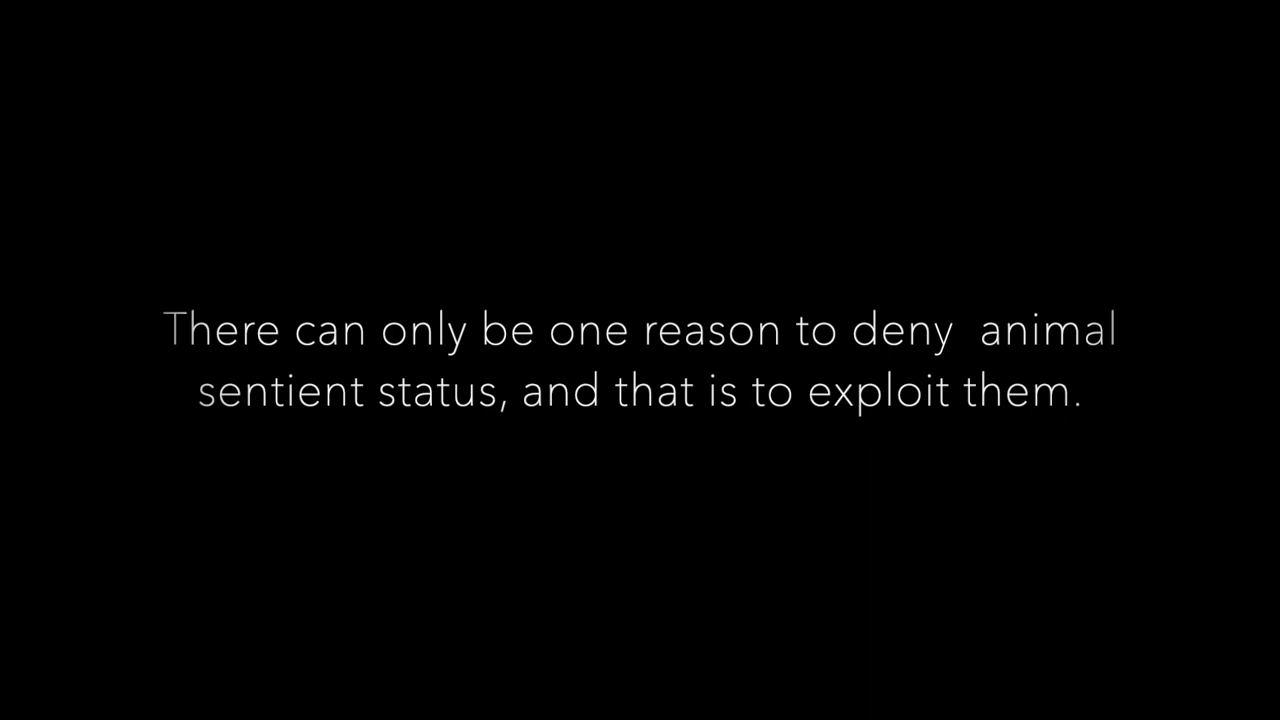 There can only be one reason to deny  animal
sentient status, and that is to exploit them.